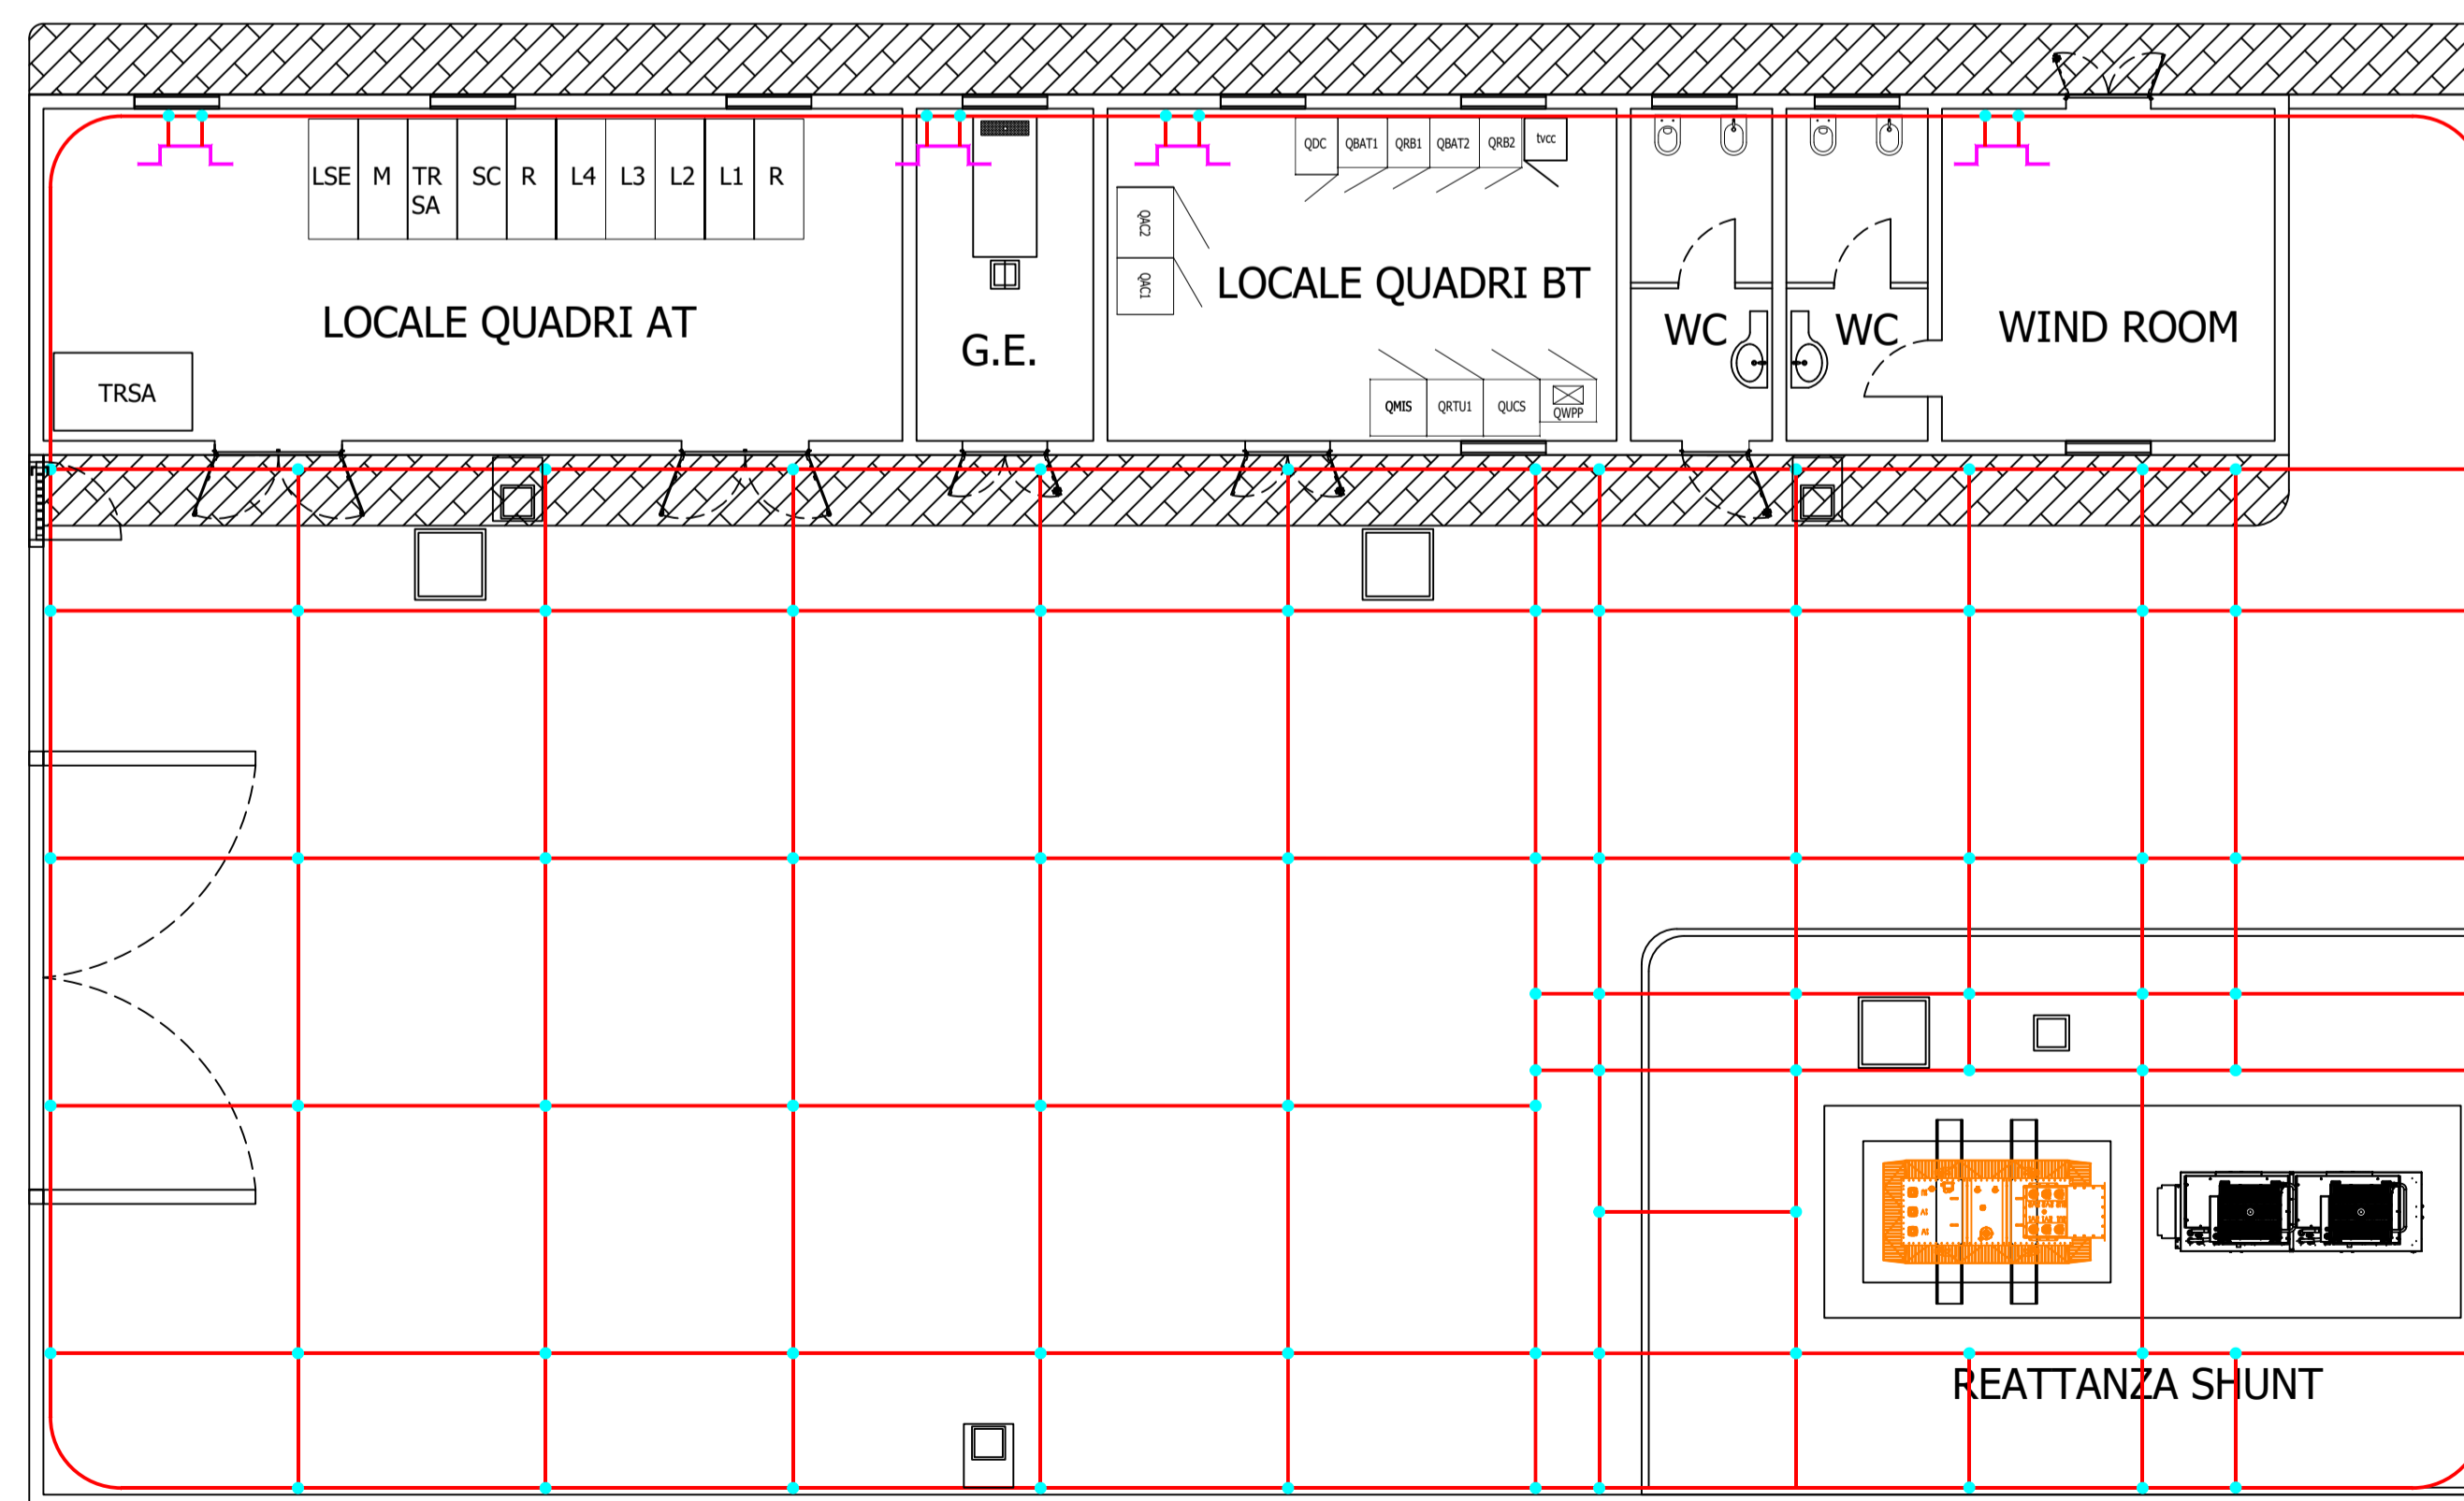 LSE M TR SA SC R L4 L3 L2 L1 R
QDC QBAT1 QRB1 QBAT2 QRB2 tvcc
QAC2
QAC1
LOCALE QUADRI AT
G.E.
LOCALE QUADRI BT
WC
WC
WIND ROOM
TRSA
QMIS QRTU1 QUCS QWPP
REATTANZA SHUNT